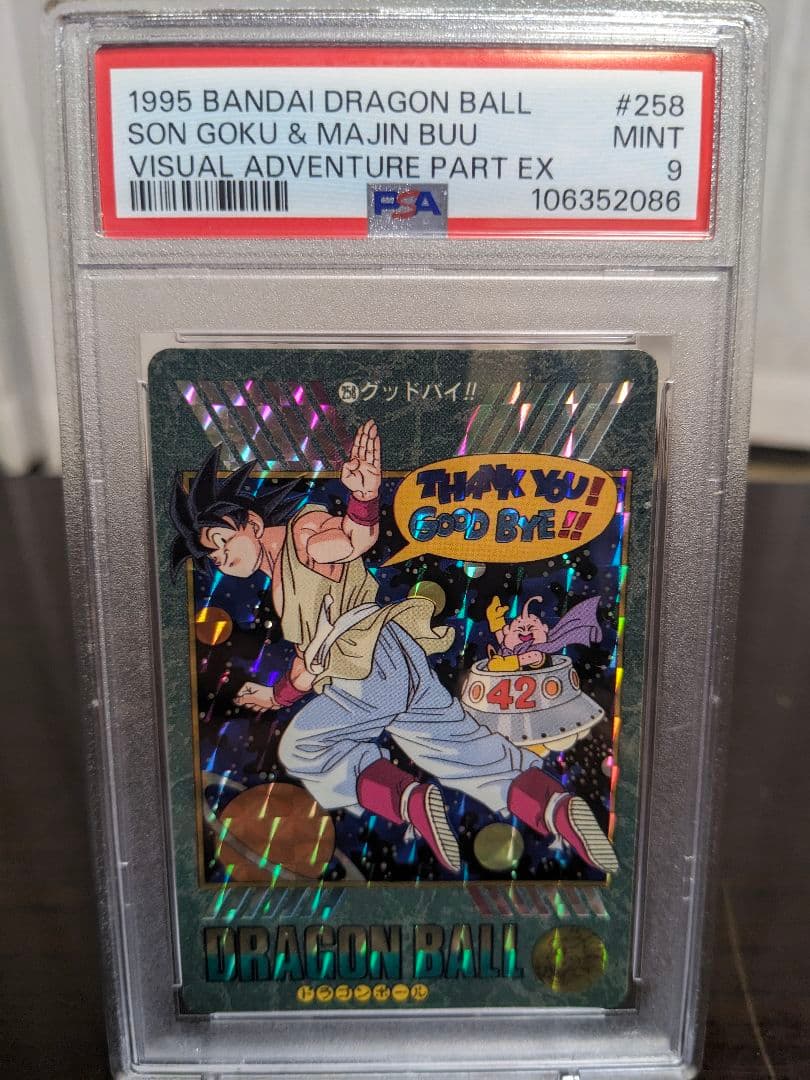 1995 BANDAI DRAGON BALL #258
SON GOKU & MAJIN BUU MINT
VISUAL ADVENTURE PART EX 9
PSA 106352086
258 グッドバイ!!
THANK YOU!
GOOD BYE!!
42
DRAGON BALL
ドラゴンボール